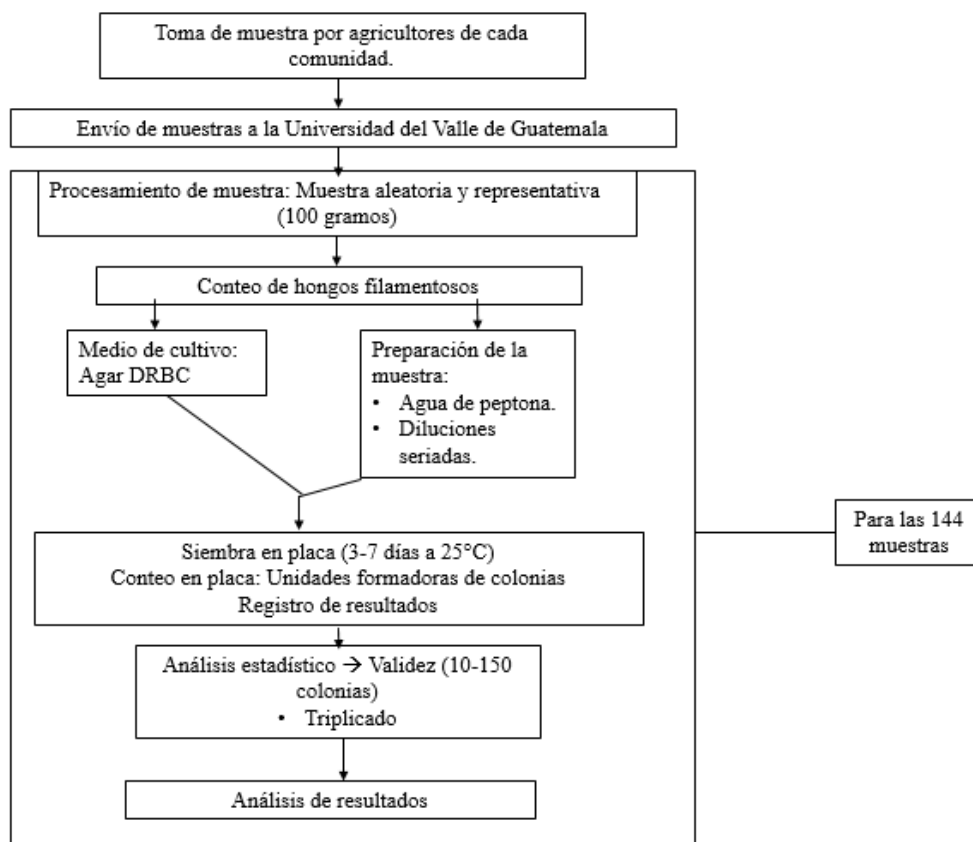 Toma de muestra por agricultores de cada
comunidad.
Envío de muestras a la Universidad del Valle de Guatemala
Procesamiento de muestra: Muestra aleatoria y representativa
(100 gramos)
Conteo de hongos filamentosos
Medio de cultivo:
Agar DRBC
Preparación de la
muestra:
• Agua de peptona.
• Diluciones
seriadas.
Siembra en placa (3-7 días a 25°C)
Conteo en placa: Unidades formadoras de colonias
Registro de resultados
Para las 144
muestras
Análisis estadístico → Validez (10-150
colonias)
• Triplicado
Análisis de resultados